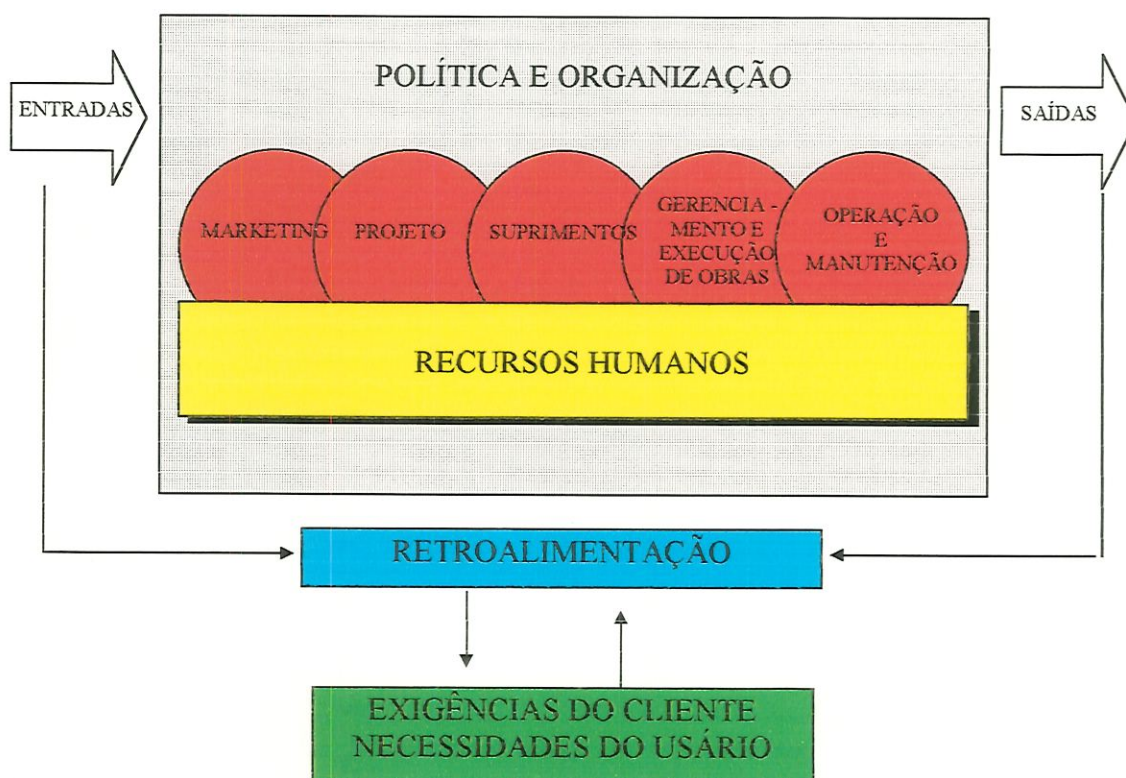 POLÍTICA E ORGANIZAÇÃO
ENTRADAS
SAÍDAS
MARKETING
PROJETO
SUPRIMENTOS
GERENCIA -
MENTO E
EXECUÇÃO
DE OBRAS
OPERAÇÃO
E
MANUTENÇÃO
RECURSOS HUMANOS
RETROALIMENTAÇÃO
EXIGÊNCIAS DO CLIENTE
NECESSIDADES DO USÁRIO